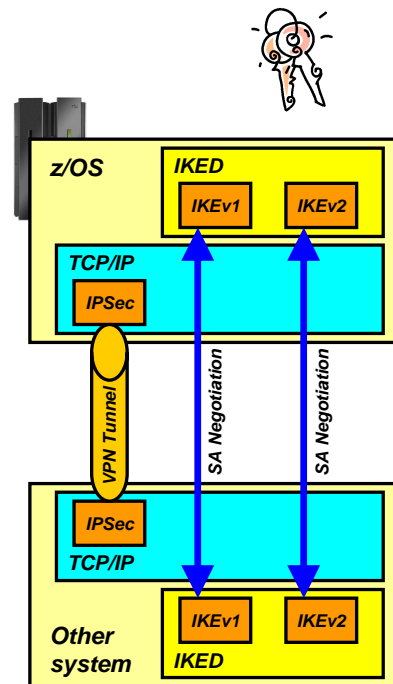 z/OS
IKED
IKEv1
IKEv2
TCP/IP
IPSec
VPN Tunnel
SA Negotiation
SA Negotiation
IPSec
TCP/IP
IKEv1
IKEv2
Other
system
IKED